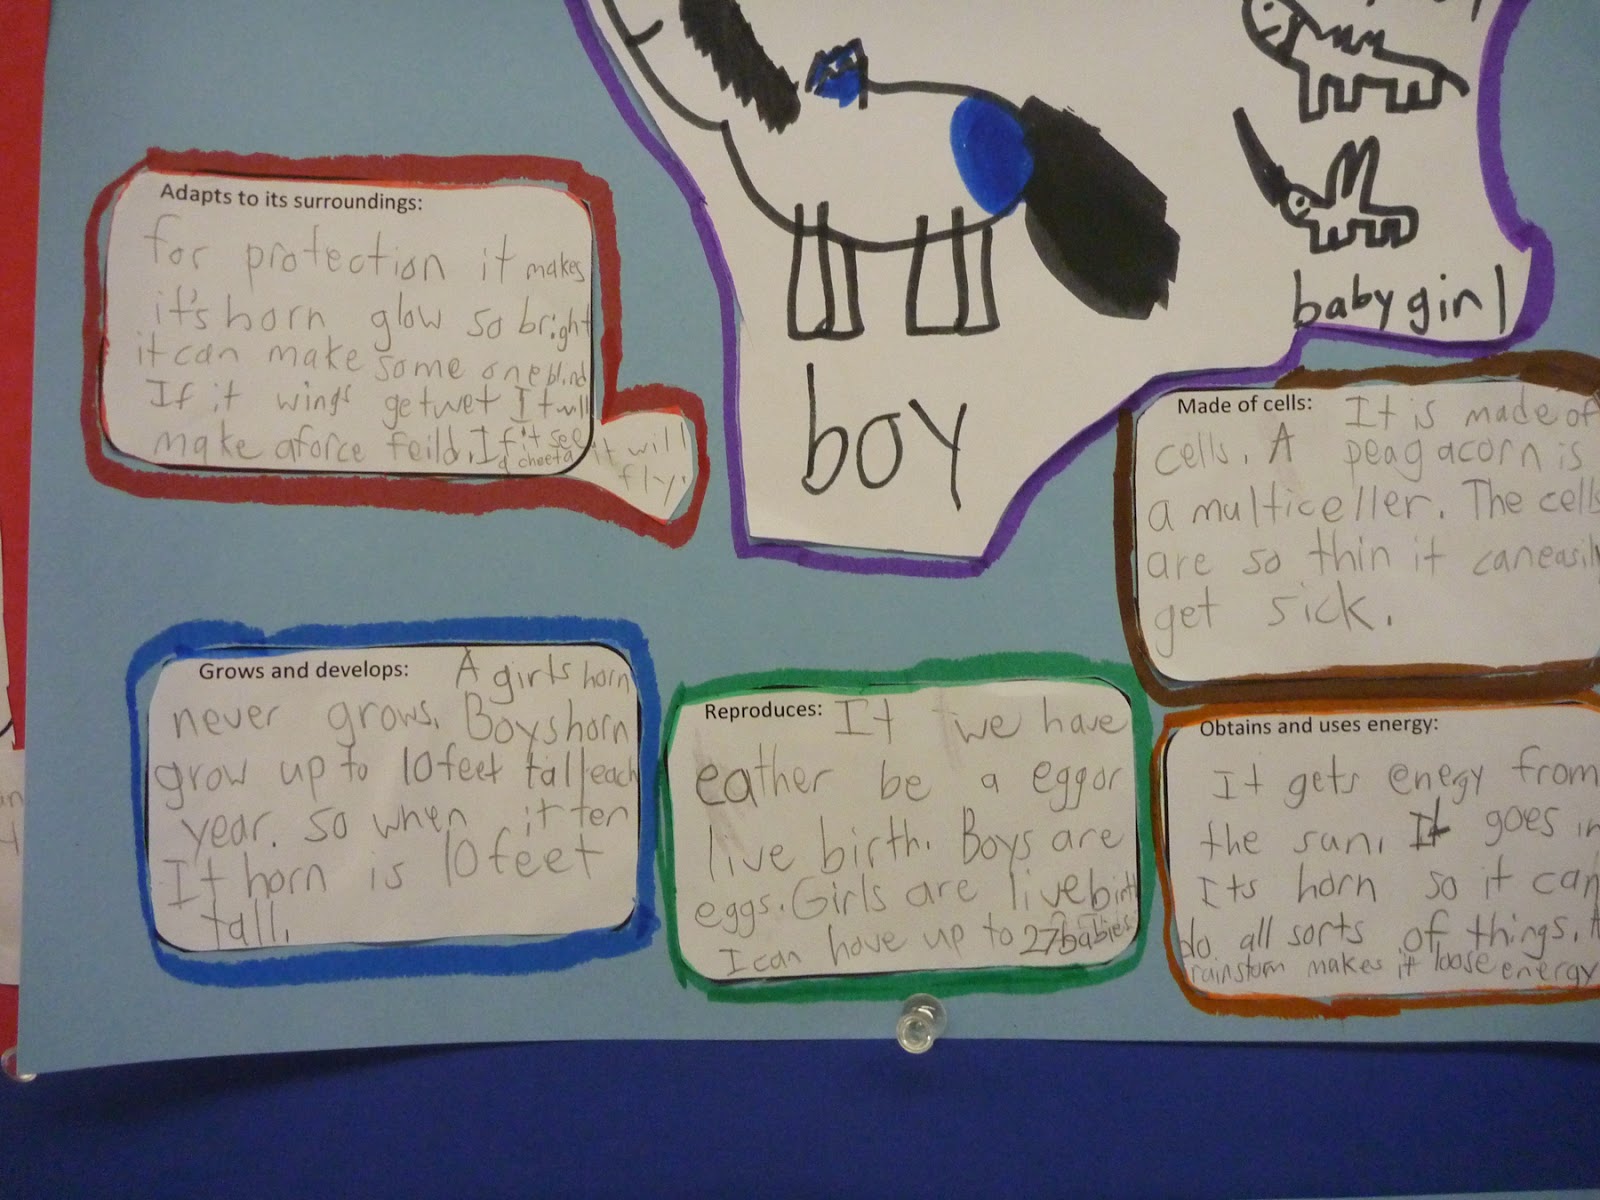 boy
baby girl
Adapts to its surroundings:
for protection it makes
it's horn glow so bright
it can make some one blind
If it wings get wet It will
make a force feild. If it see
a cheeta it will
fly.
Made of cells: It is made of
cells. A peagacorn is
a multiceller. The cells
are so thin it can easily
get sick.
Grows and develops: A girls horn
never grows. Boys horn
grow up to 10 feet tall each
year. so when it ten
It horn is 10 feet
tall.
Reproduces: It we have
eather be a egg or
live birth. Boys are
eggs. Girls are live birth
I can have up to 27 babies
Obtains and uses energy:
It gets enegy from
the sun. It goes in
Its horn so it can
do all sorts of things. A
rainstorm makes it loose energy